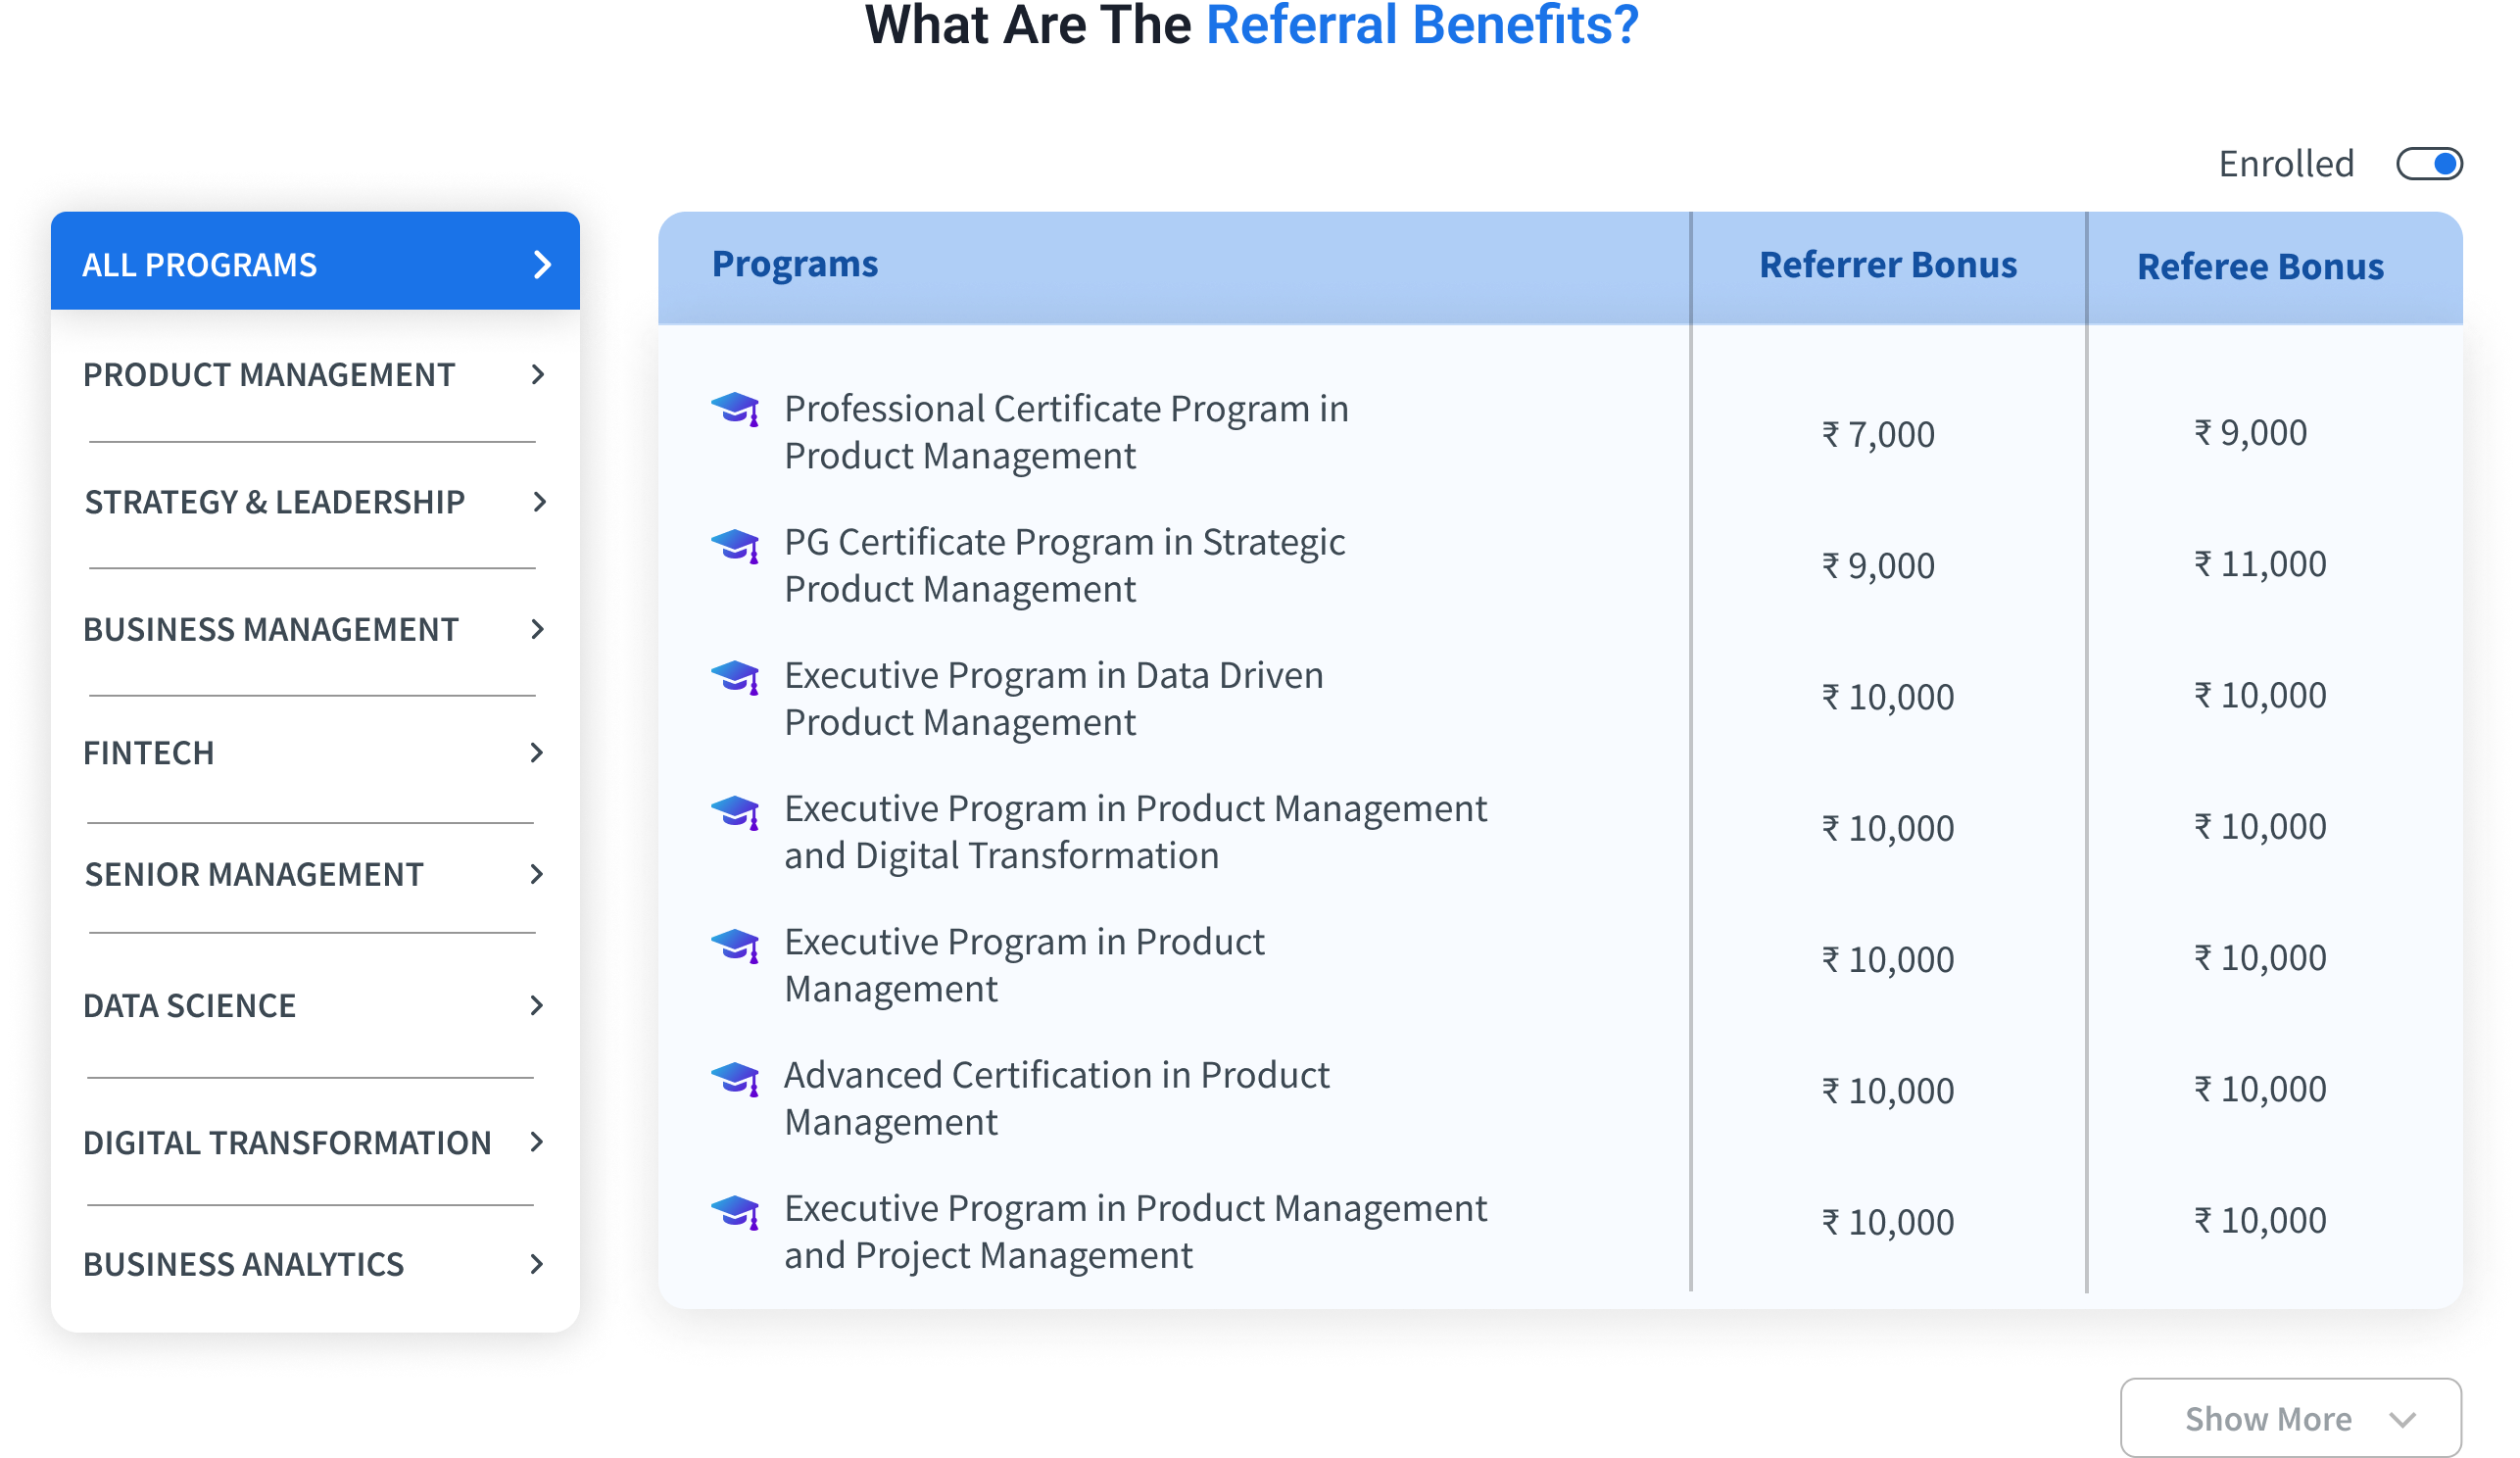 What Are The Referral Benefits?
Enrolled
ALL PROGRAMS
PRODUCT MANAGEMENT
STRATEGY & LEADERSHIP
BUSINESS MANAGEMENT
FINTECH
SENIOR MANAGEMENT
DATA SCIENCE
DIGITAL TRANSFORMATION
BUSINESS ANALYTICS
Programs Referrer Bonus Referee Bonus
Professional Certificate Program in
Product Management
₹ 7,000 ₹ 9,000
PG Certificate Program in Strategic
Product Management
₹ 9,000 ₹ 11,000
Executive Program in Data Driven
Product Management
₹ 10,000 ₹ 10,000
Executive Program in Product Management
and Digital Transformation
₹ 10,000 ₹ 10,000
Executive Program in Product
Management
₹ 10,000 ₹ 10,000
Advanced Certification in Product
Management
₹ 10,000 ₹ 10,000
Executive Program in Product Management
and Project Management
₹ 10,000 ₹ 10,000
Show More